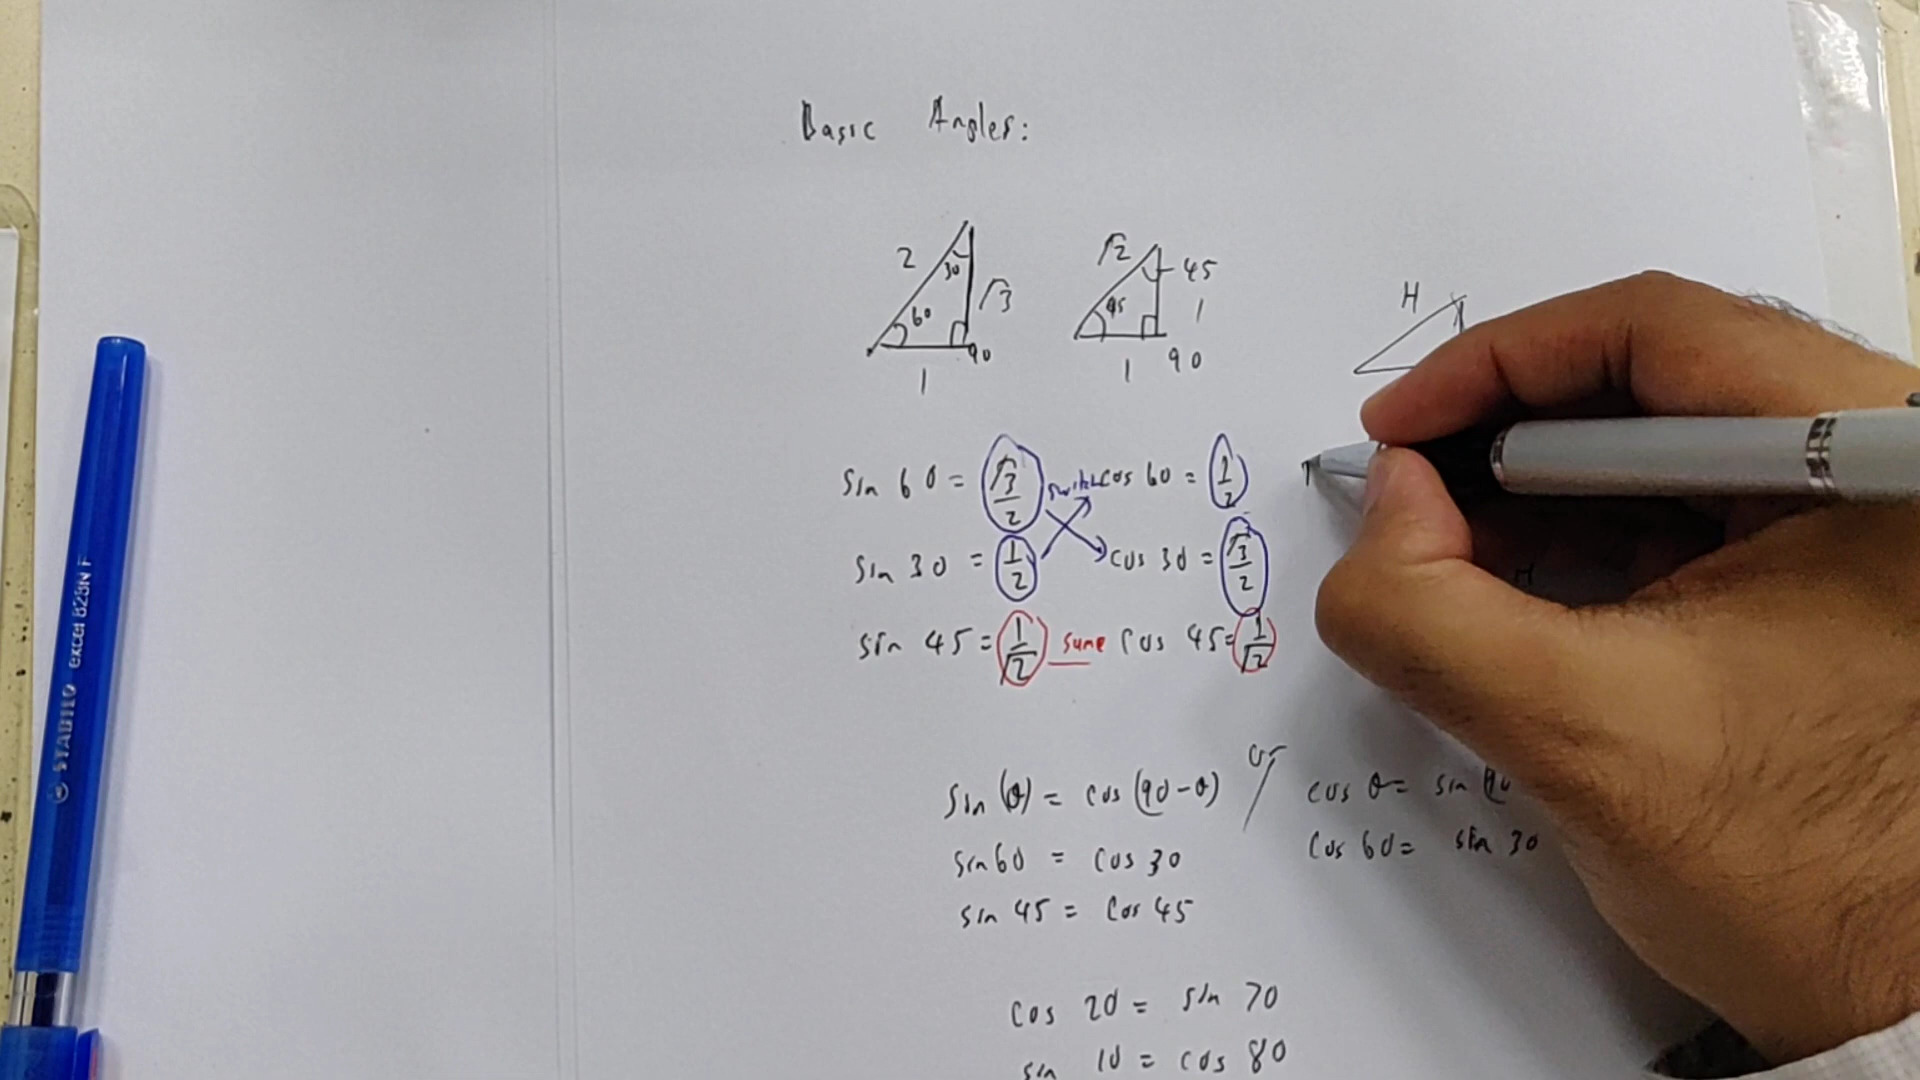 Basic Angles:
2 30 √3 60 90 1
√2 45 45 1 1 90
H
sin 60 = √3/2 switch cos 60 = 1/2
sin 30 = 1/2 cos 30 = √3/2
sin 45 = 1/√2 same cos 45 = 1/√2
H
sin (θ) = cos (90-θ) or cos θ = sin (90
sin 60 = cos 30 cos 60 = sin 30
sin 45 = cos 45
cos 20 = sin 70
sin 10 = cos 80
STABILO excel 828N F